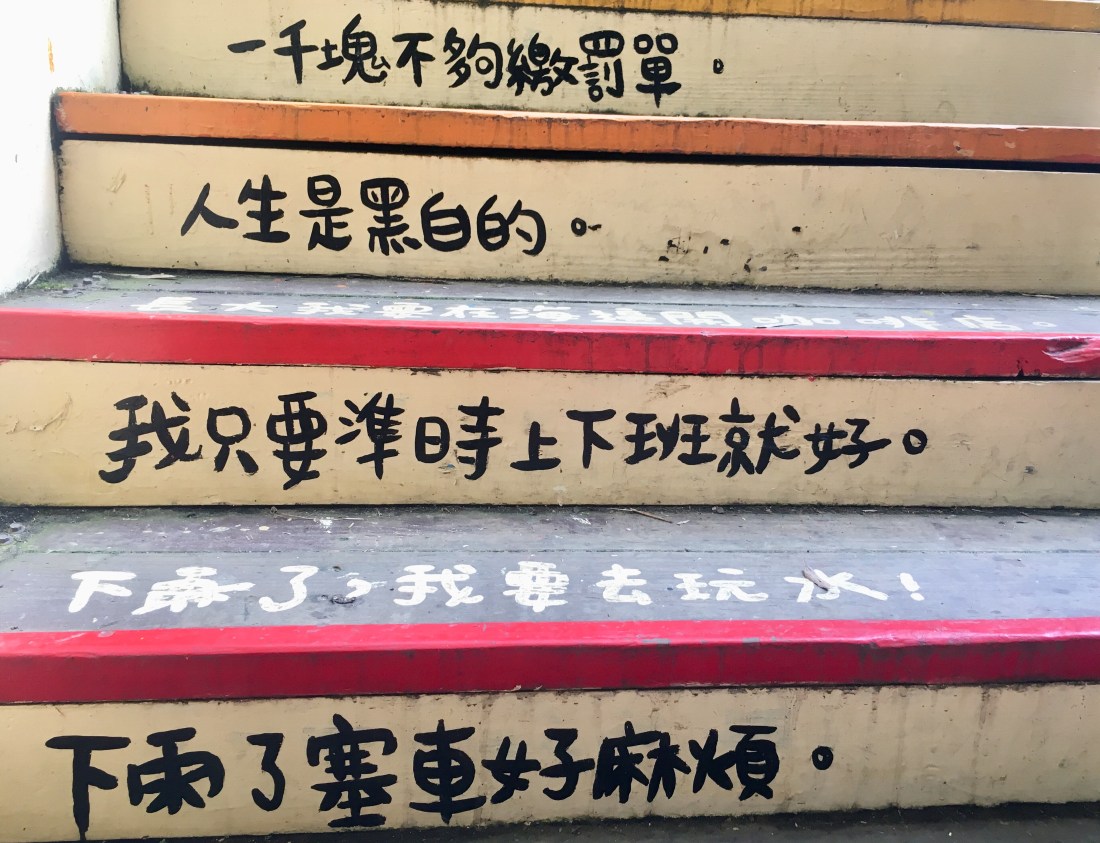 一千塊不夠繳罰單。
人生是黑白的。
長大我要在海邊開咖啡店。
我只要準時上下班就好。
下雨了，我要去玩水！
下雨了塞車好麻煩。